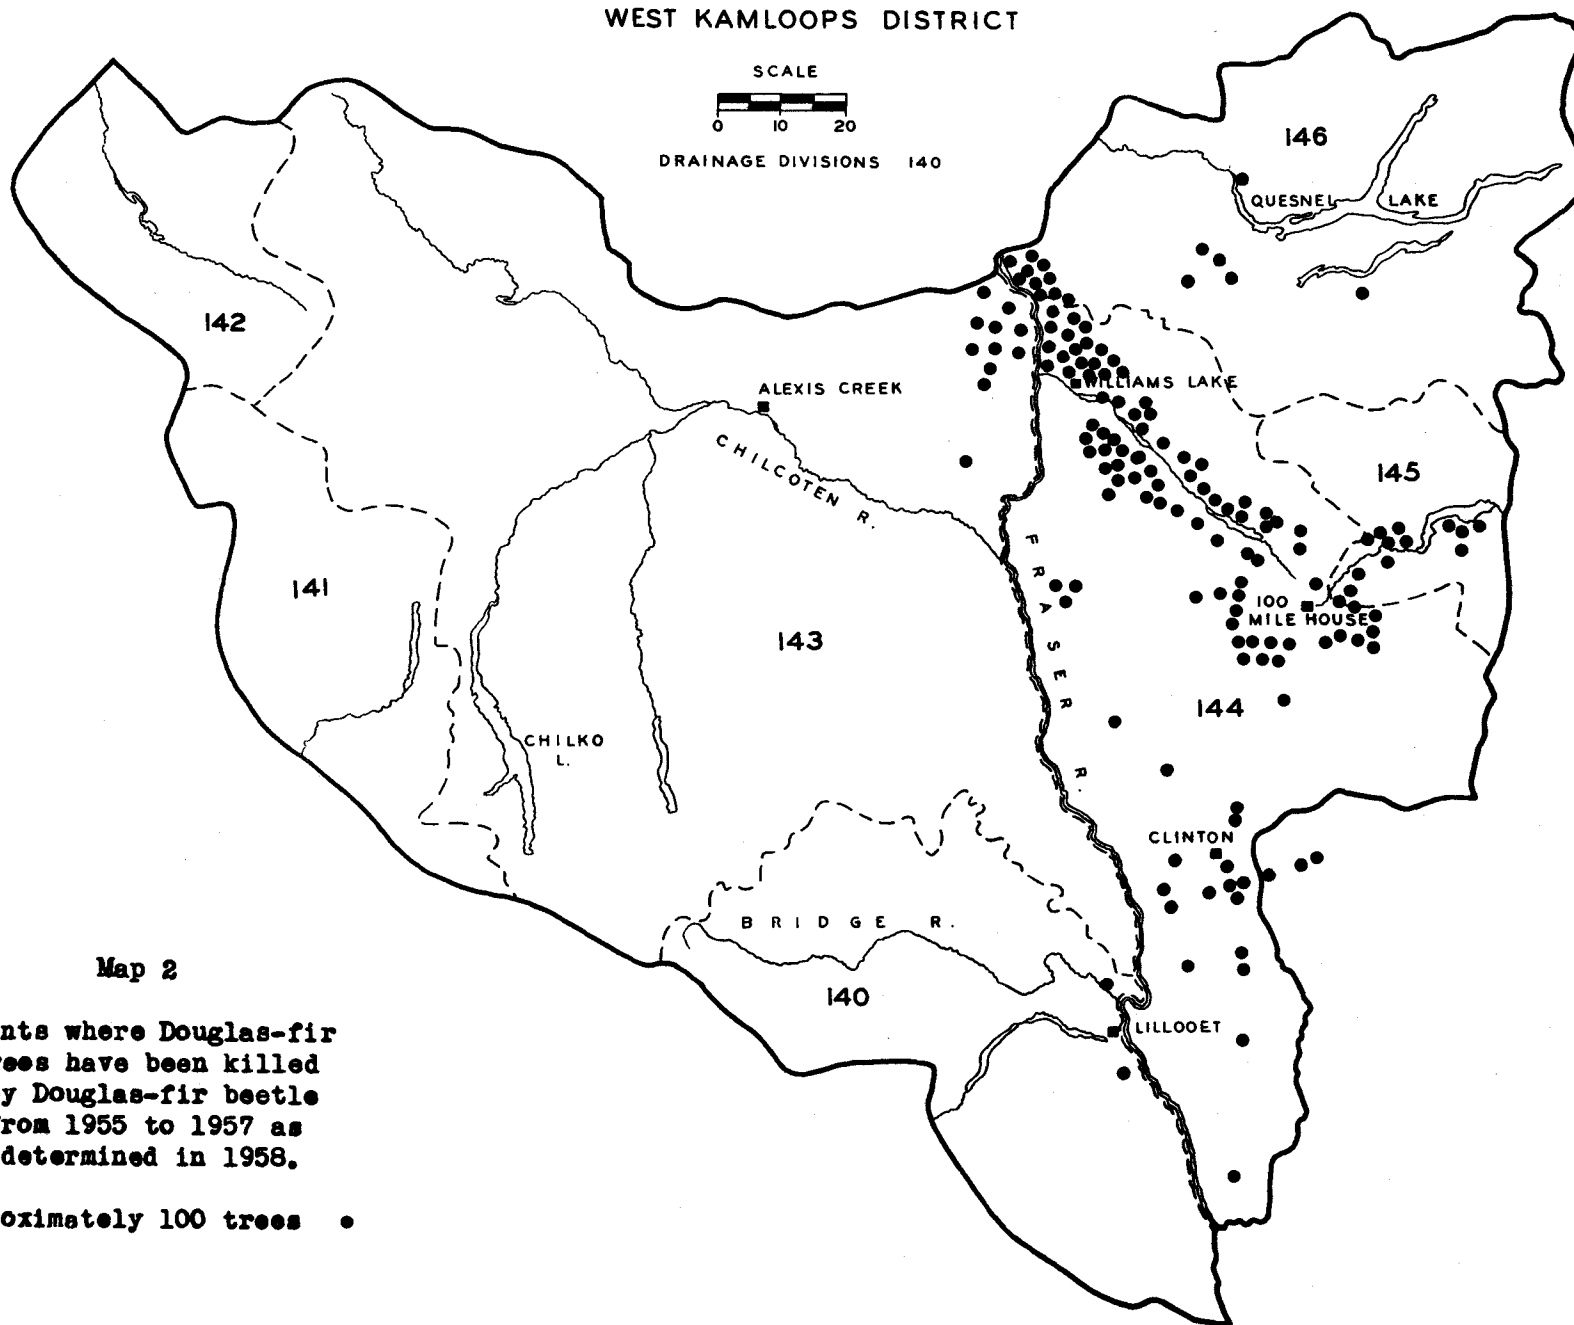 WEST KAMLOOPS DISTRICT
SCALE
0 10 20
DRAINAGE DIVISIONS 140
146
QUESNEL LAKE
142
WILLIAMS LAKE
ALEXIS CREEK
CHILCOTEN R.
145
FRASER R.
141
100
MILE HOUSE
143
144
CHILKO
L.
CLINTON
BRIDGE R.
140
LILLOOET
Map 2
nts where Douglas-fir
ees have been killed
y Douglas-fir beetle
rom 1955 to 1957 as
determined in 1958.
oximately 100 trees